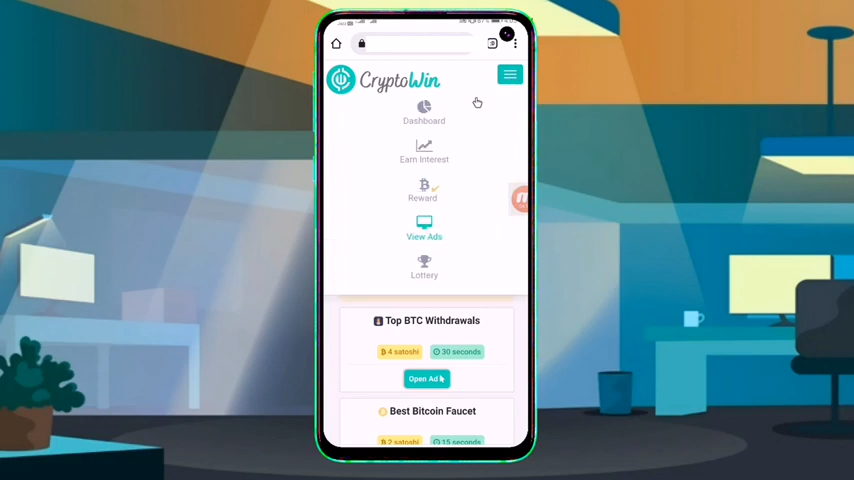 CryptoWin
Dashboard
Earn Interest
Reward
View Ads
Lottery
Top BTC Withdrawals
4 satoshi
30 seconds
Open Ad
Best Bitcoin Faucet
2 satoshi
15 seconds